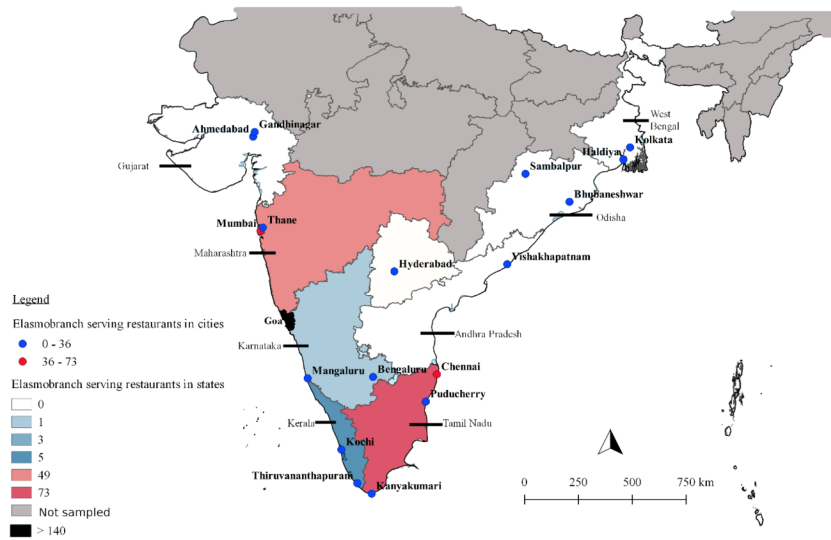 Gandhinagar
Ahmedabad
West
Bengal
Kolkata
Haldiya
Gujarat
Sambalpur
Bhubaneshwar
Mumbai
Thane
Odisha
Maharashtra
Hyderabad
Vishakhapatnam
Legend
Elasmobranch serving restaurants in cities
0 - 36
36 - 73
Goa
Andhra Pradesh
Karnataka
Mangaluru
Bengaluru
Chennai
Elasmobranch serving restaurants in states
0
1
3
5
49
73
Not sampled
> 140
Puducherry
Kerala
Tamil Nadu
Kochi
Thiruvananthapuram
Kanyakumari
0 250 500 750 km